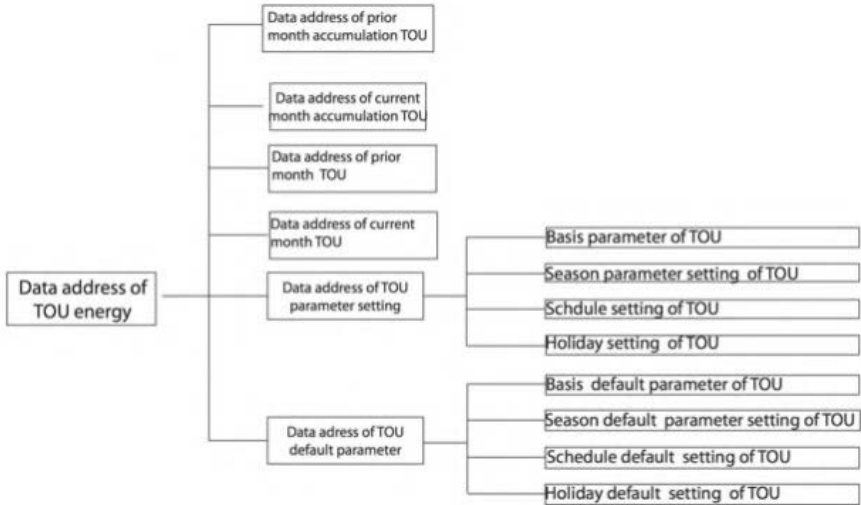 Data address of prior
month accumulation TOU
Data address of current
month accumulation TOU
Data address of prior
month TOU
Data address of current
month TOU
Data address of
TOU energy
Data address of TOU
parameter setting
Basis parameter of TOU
Season parameter setting of TOU
Schdule setting of TOU
Holiday setting of TOU
Data adress of TOU
default parameter
Basis default parameter of TOU
Season default parameter setting of TOU
Schedule default setting of TOU
Holiday default setting of TOU